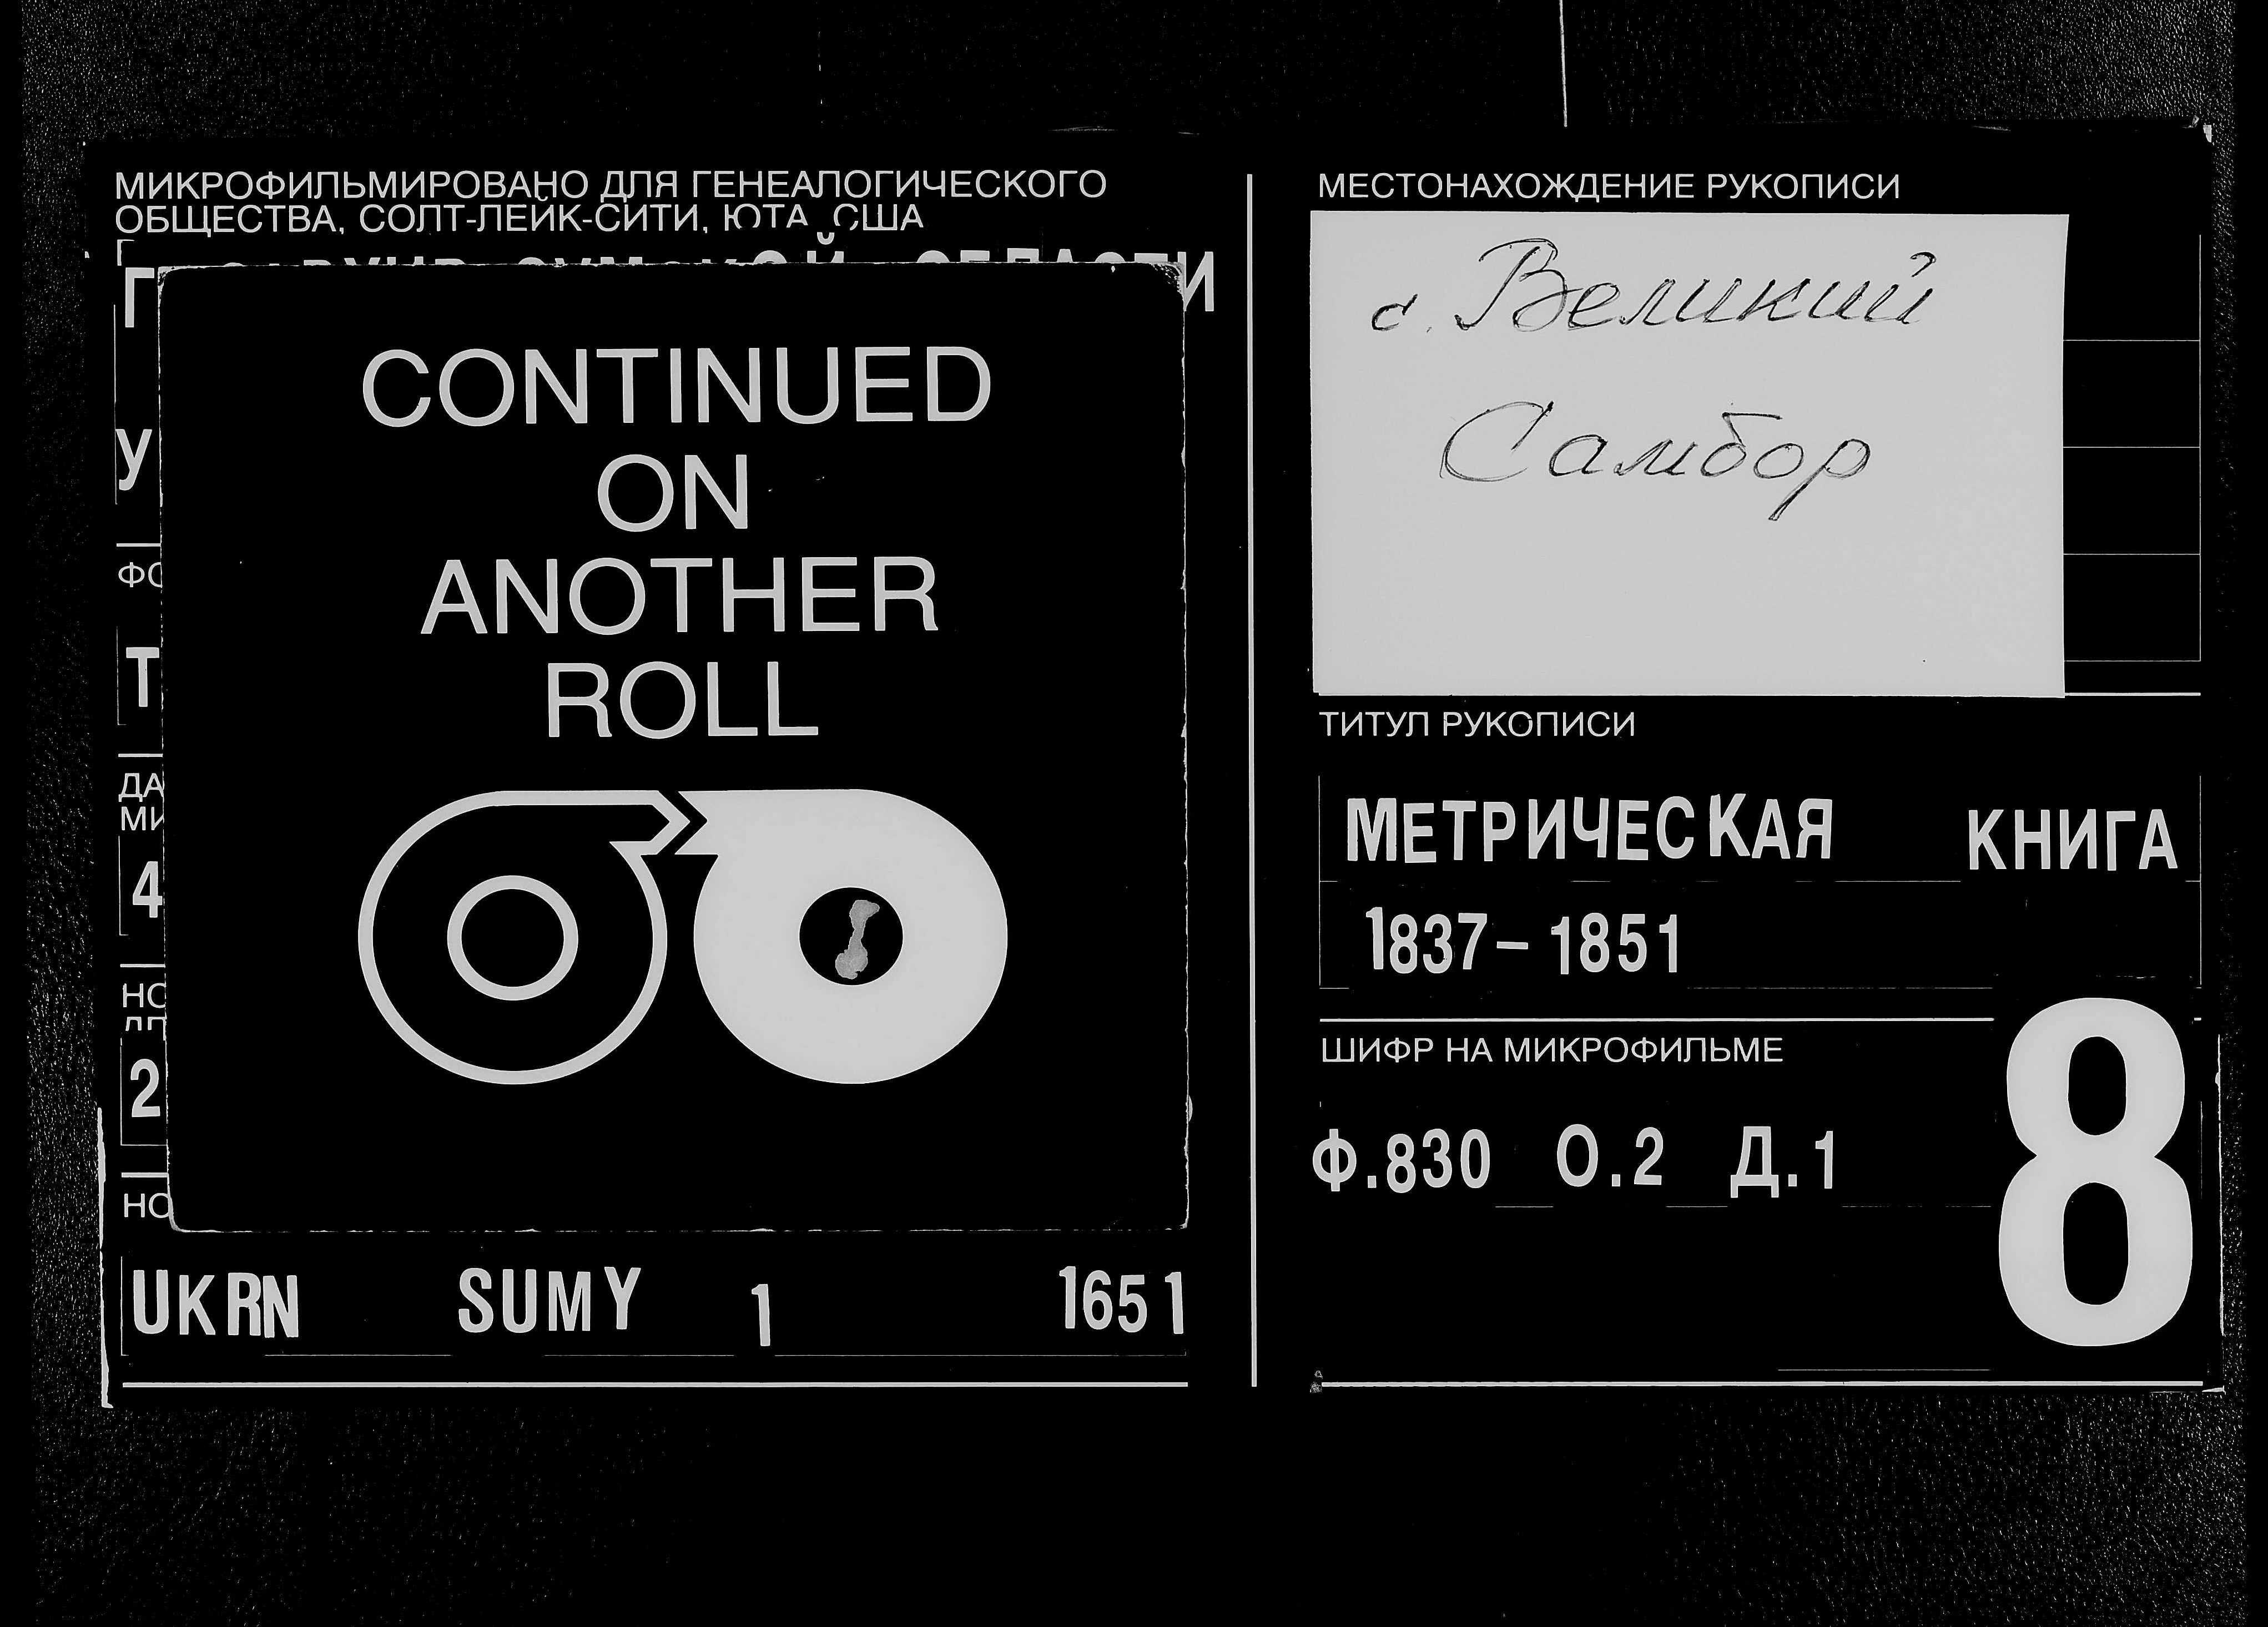 МИКРОФИЛЬМИРОВАНО ДЛЯ ГЕНЕАЛОГИЧЕСКОГО
ОБЩЕСТВА, СОЛТ-ЛЕЙК-СИТИ, ЮТА, США
CONTINUED
ON
ANOTHER
ROLL
UKRN SUMY 1 1651
МЕСТОНАХОЖДЕНИЕ РУКОПИСИ
с. Великий
Самбор
ТИТУЛ РУКОПИСИ
МЕТРИЧЕСКАЯ КНИГА
1837-1851
ШИФР НА МИКРОФИЛЬМЕ
Ф.830 О.2 Д.1
8